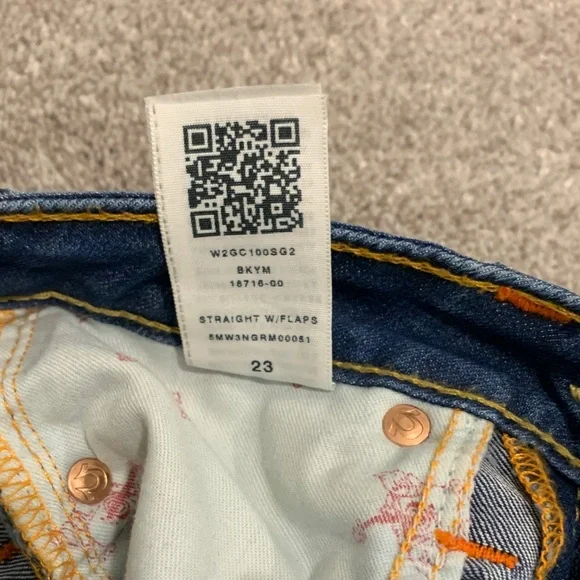 W2GC100SG2
BKYM
18716-00
STRAIGHT W/FLAPS
5MW3NGRM00051
23